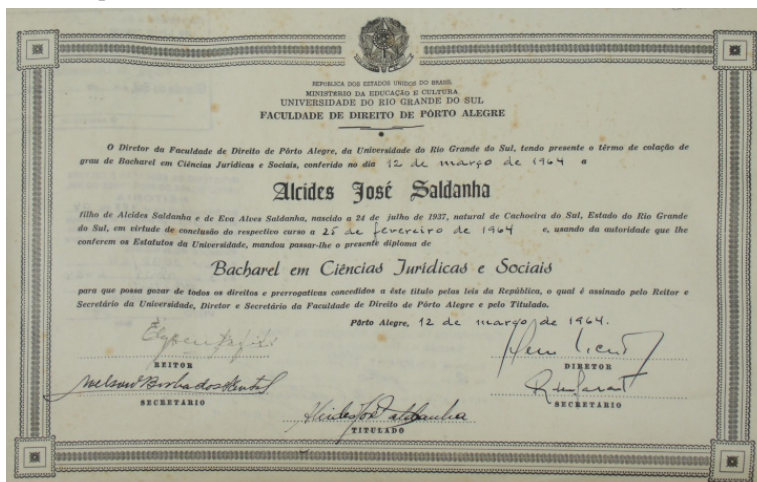 REPÚBLICA DOS ESTADOS UNIDOS DO BRASIL
MINISTÉRIO DA EDUCAÇÃO E CULTURA
UNIVERSIDADE DO RIO GRANDE DO SUL
FACULDADE DE DIREITO DE PÔRTO ALEGRE
O Diretor da Faculdade de Direito de Pôrto Alegre, da Universidade do Rio Grande do Sul, tendo presente o têrmo de colação de
grau de Bacharel em Ciências Jurídicas e Sociais, conferido no dia 12 de março de 1964 a
Alcides José Saldanha
filho de Alcides Saldanha e de Eva Alves Saldanha, nascido a 24 de julho de 1937, natural de Cachoeira do Sul, Estado do Rio Grande
do Sul, em virtude de conclusão do respectivo curso a 25 de fevereiro de 1964 e, usando da autoridade que lhe
conferem os Estatutos da Universidade, mandou passar-lhe o presente diploma de
Bacharel em Ciências Jurídicas e Sociais
para que possa gozar de todos os direitos e prerrogativas concedidos a êste título pelas leis da República, o qual é assinado pelo Reitor e
Secretário da Universidade, Diretor e Secretário da Faculdade de Direito de Pôrto Alegre e pelo Titulado.
Pôrto Alegre, 12 de março de 1964.
REITOR
DIRETOR
SECRETÁRIO
SECRETÁRIO
Alcides José Saldanha
TITULADO